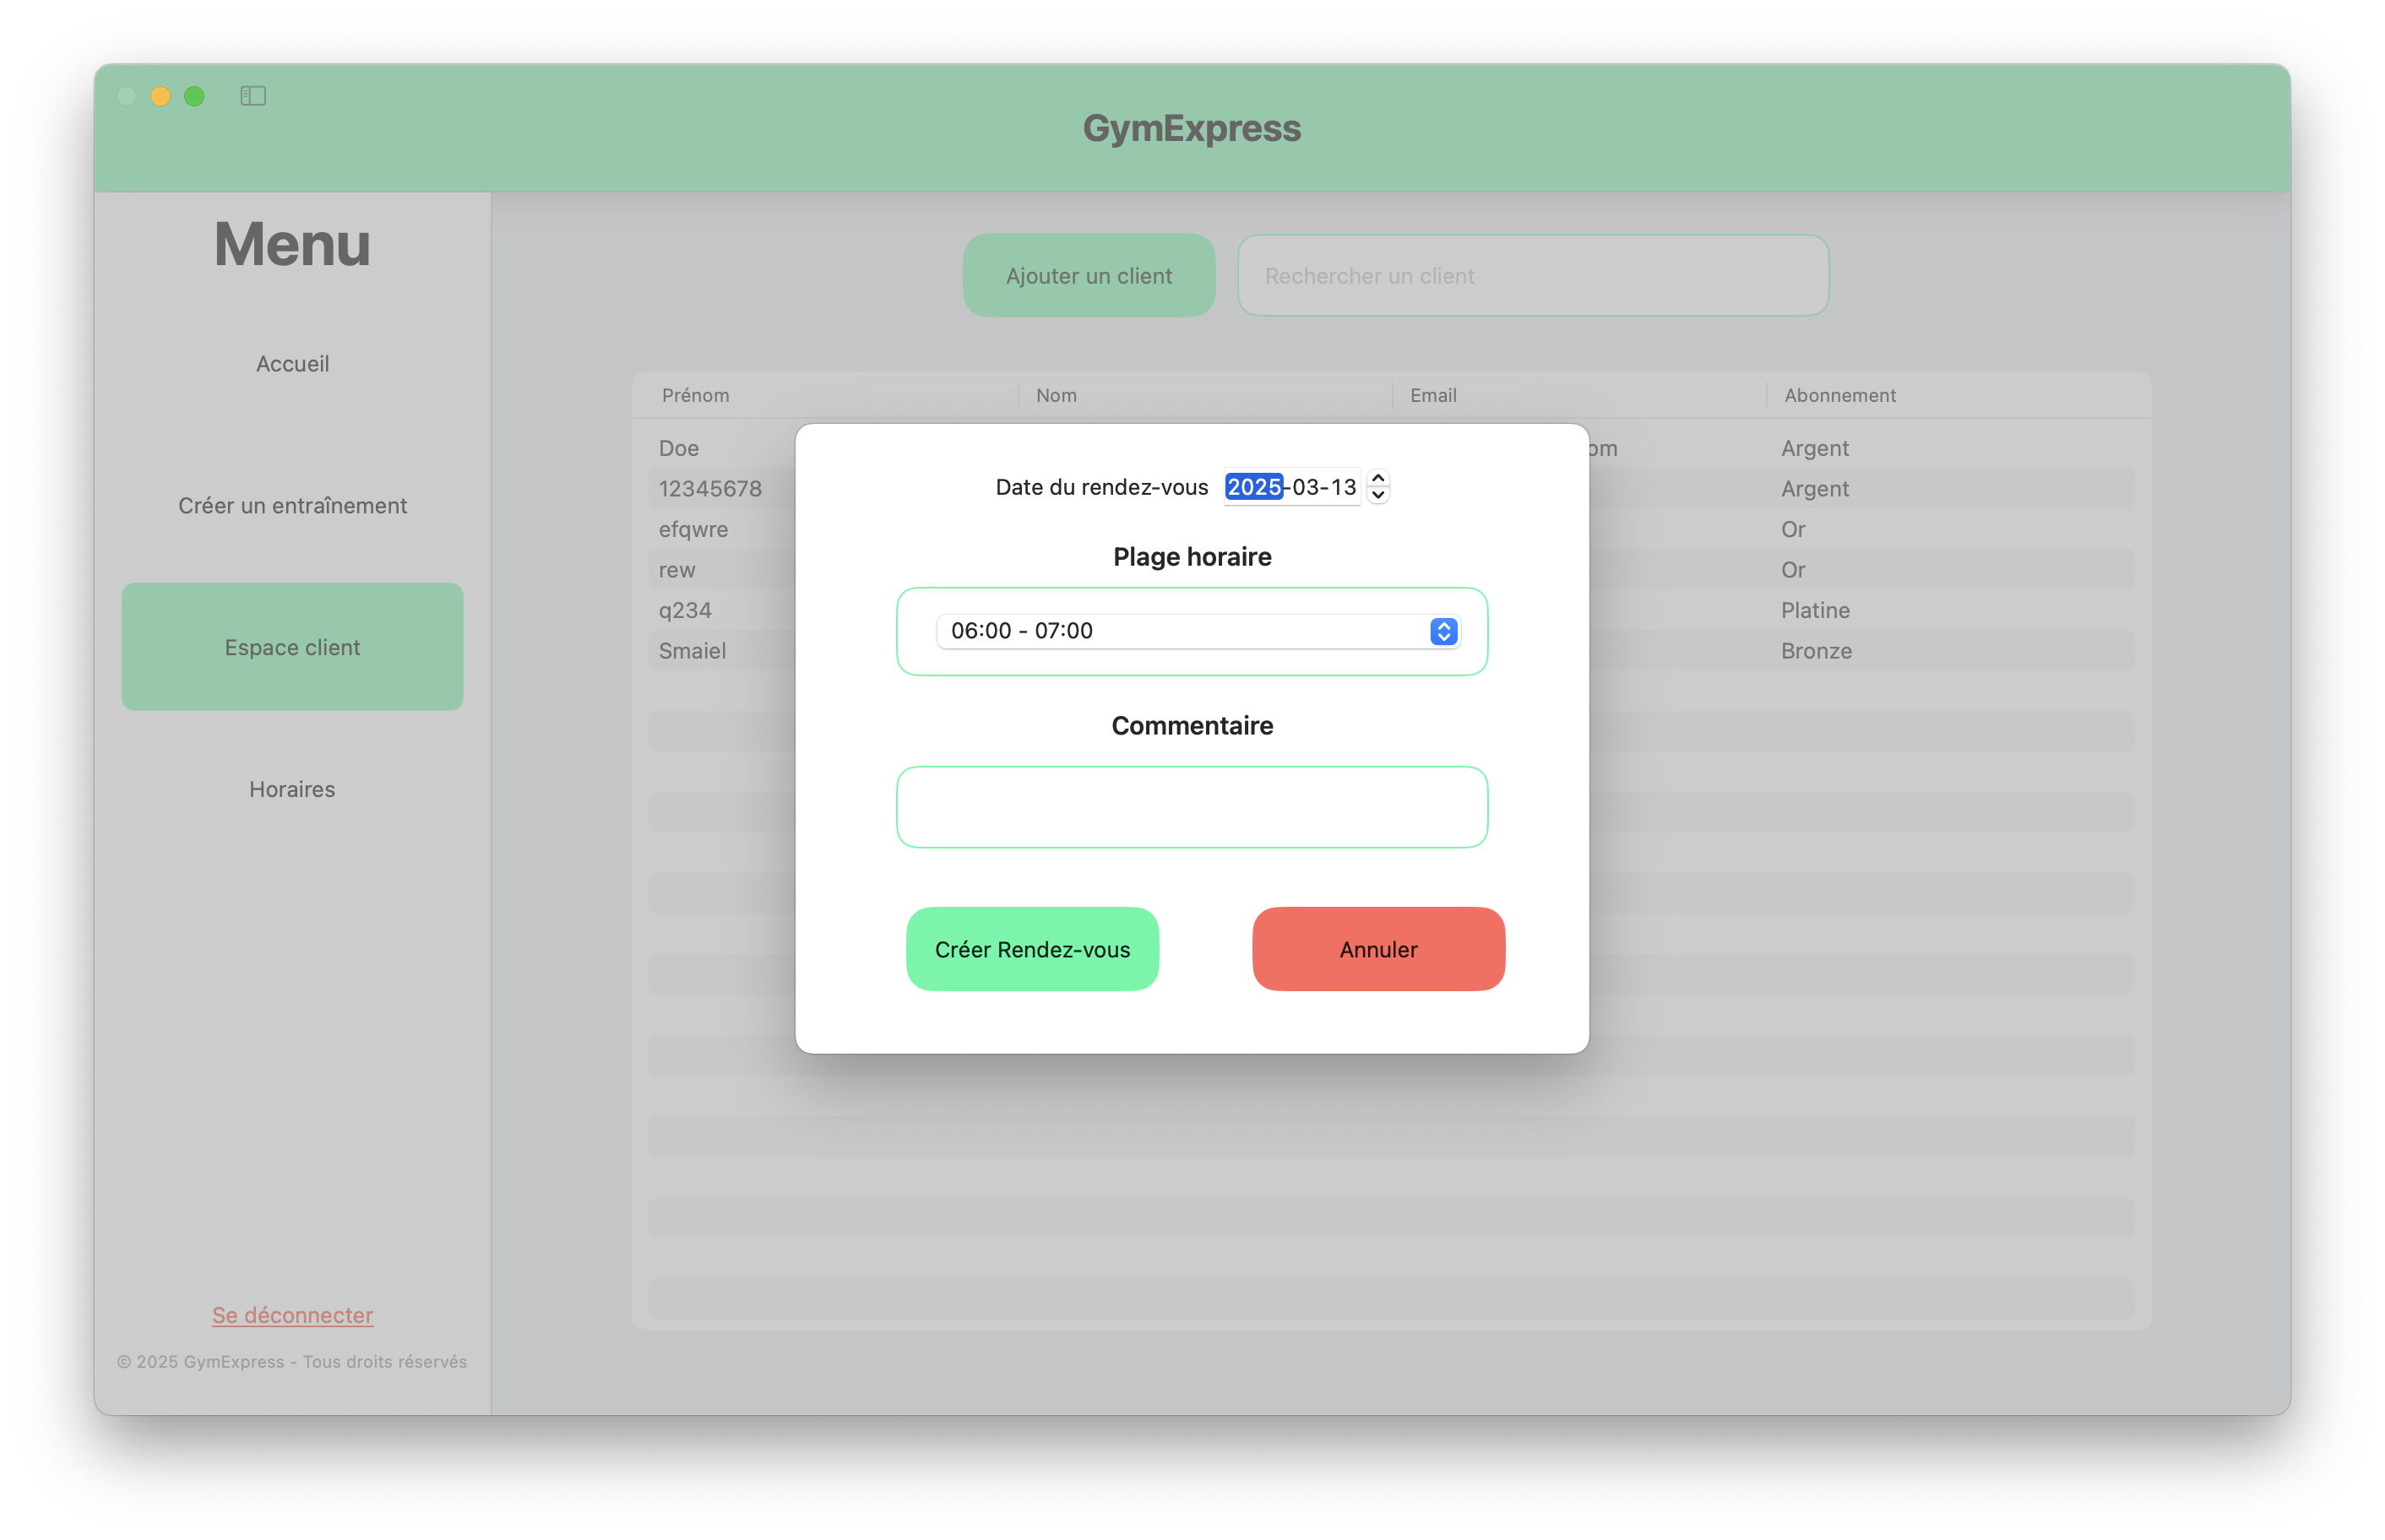 GymExpress
Menu
Accueil
Créer un entraînement
Espace client
Horaires
Se déconnecter
© 2025 GymExpress - Tous droits réservés
Ajouter un client
Rechercher un client
Prénom Nom Email Abonnement
Doe Argent
12345678 Argent
efqwre Or
rew Or
q234 Platine
Smaiel Bronze
Date du rendez-vous 2025-03-13
Plage horaire
06:00 - 07:00
Commentaire
Créer Rendez-vous
Annuler